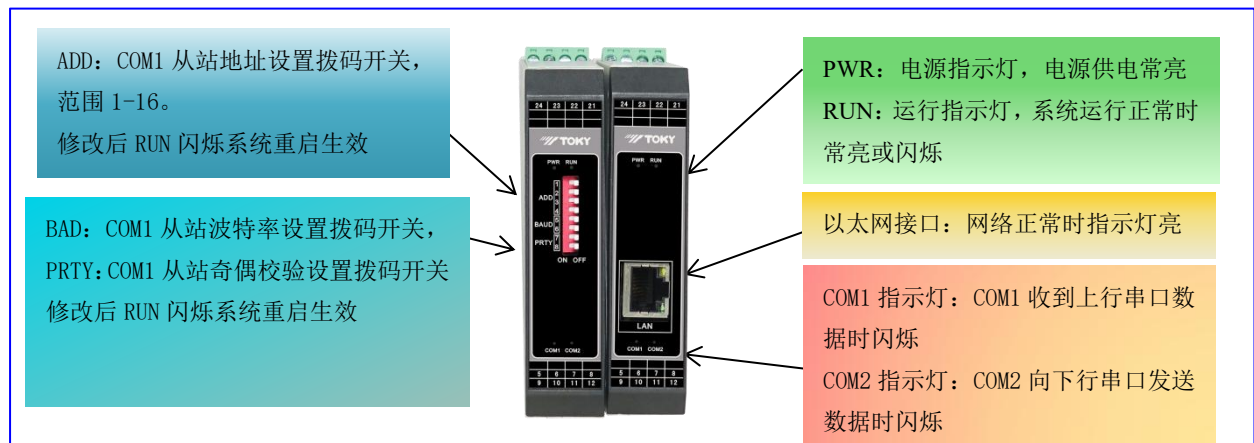 ADD：COM1 从站地址设置拨码开关，
范围 1-16。
修改后 RUN 闪烁系统重启生效
BAD：COM1 从站波特率设置拨码开关，
PRTY：COM1 从站奇偶校验设置拨码开关
修改后 RUN 闪烁系统重启生效
24 23 22 21
TOKY
PWR RUN
1
2
ADD 3
4
BAUD 5
6
PRTY 7
8
ON OFF
COM1 COM2
5 6 7 8
9 10 11 12
24 23 22 21
TOKY
PWR RUN
LAN
COM1 COM2
5 6 7 8
9 10 11 12
PWR：电源指示灯，电源供电常亮
RUN：运行指示灯，系统运行正常时
常亮或闪烁
以太网接口：网络正常时指示灯亮
COM1 指示灯：COM1 收到上行串口数
据时闪烁
COM2 指示灯：COM2 向下行串口发送
数据时闪烁